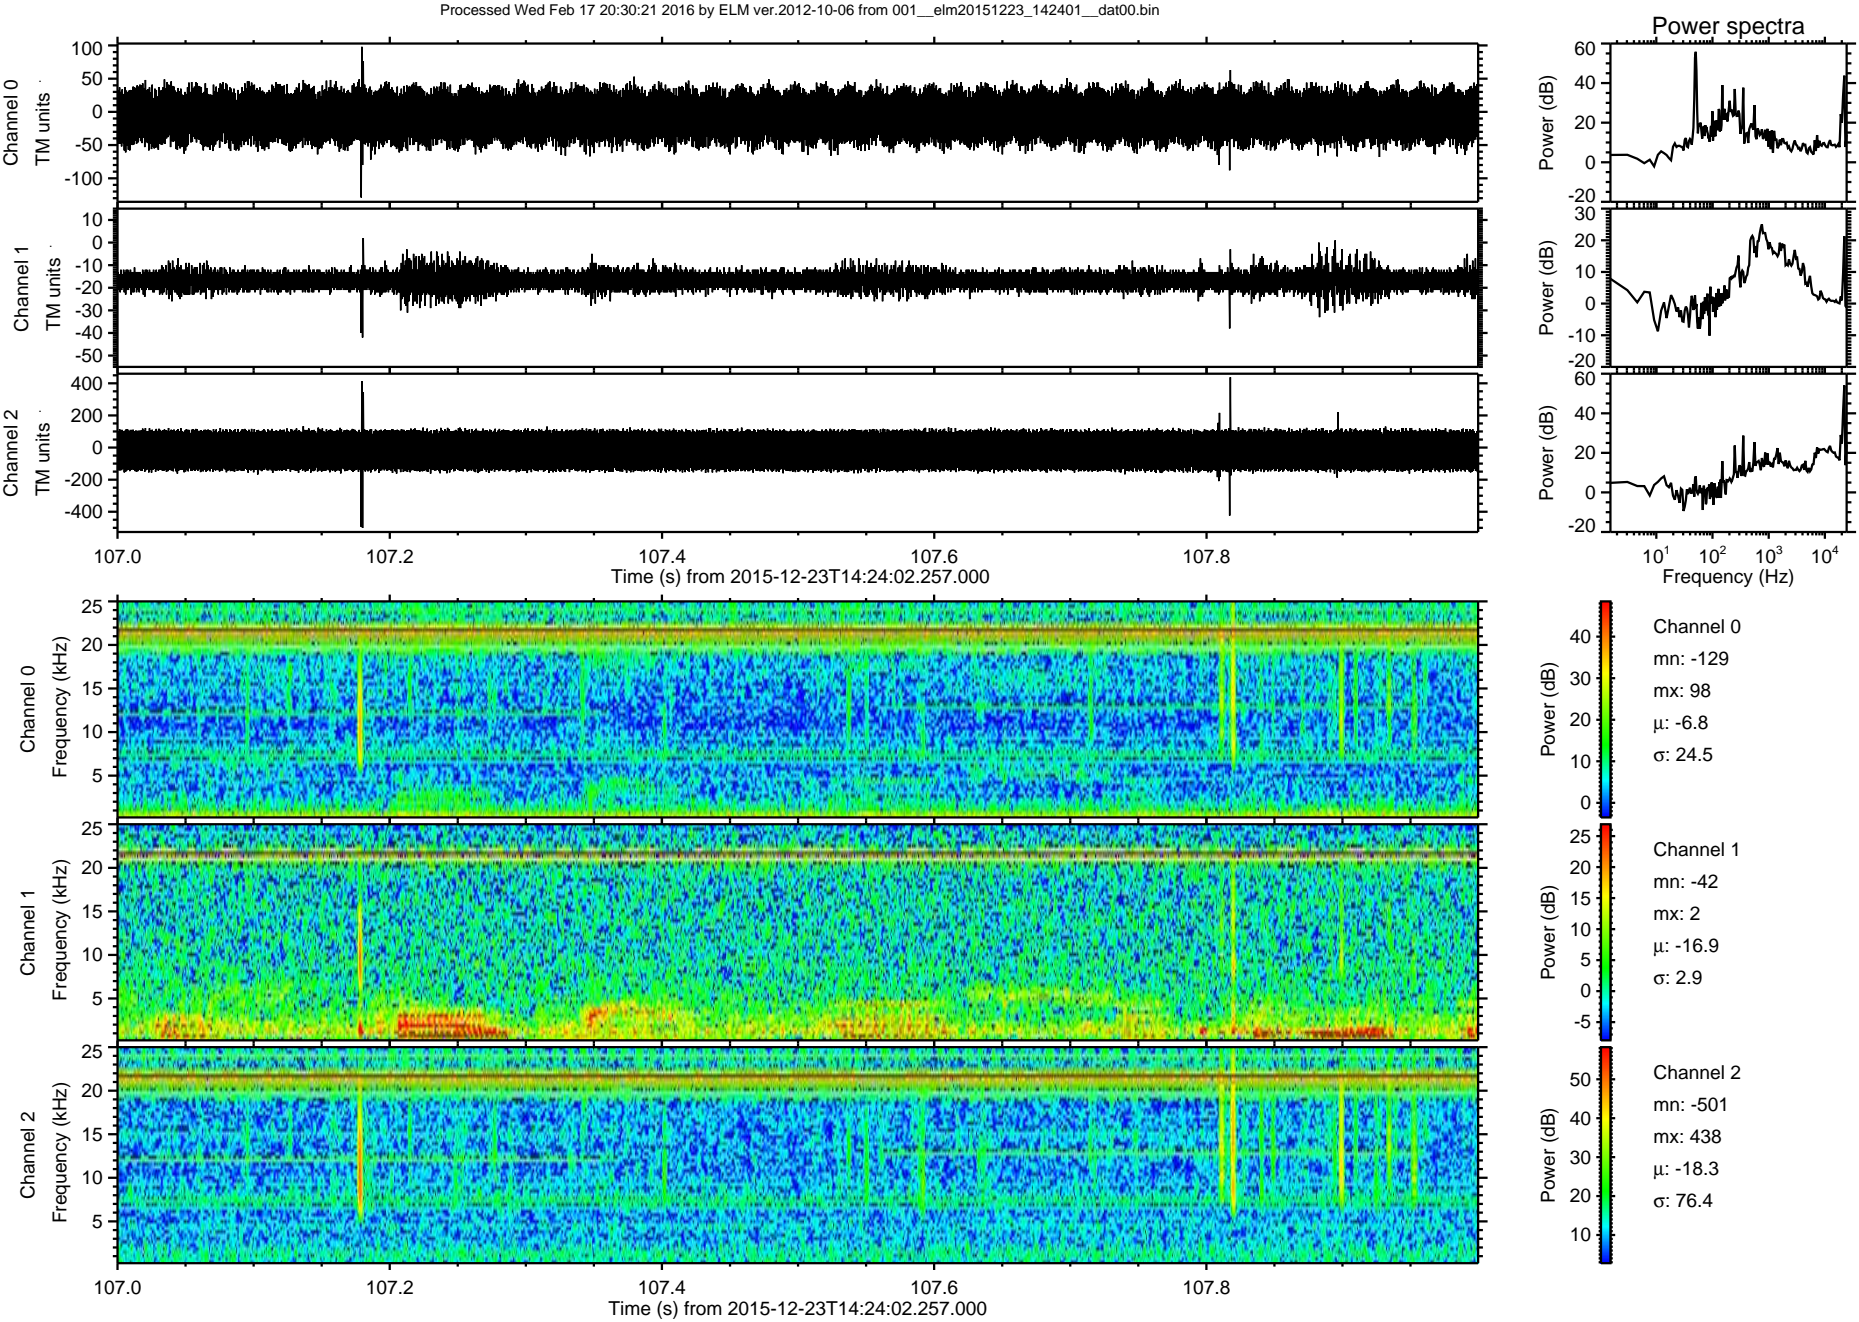 Processed Wed Feb 17 20:30:21 2016 by ELM ver.2012-10-06 from 001__elm20151223_142401__dat00.bin
Power spectra
Channel 0
TM units
100
50
0
-50
-100
Power (dB)
60
40
20
0
-20
Channel 1
TM units
10
0
-10
-20
-30
-40
-50
Power (dB)
30
20
10
0
-10
-20
Channel 2
TM units
400
200
0
-200
-400
Power (dB)
60
40
20
0
-20
107.0 107.2 107.4 107.6 107.8
Time (s) from 2015-12-23T14:24:02.257.000
10¹ 10² 10³ 10⁴
Frequency (Hz)
Channel 0
Frequency (kHz)
25
20
15
10
5
Power (dB)
40
30
20
10
0
Channel 0
mn: -129
mx: 98
μ: -6.8
σ: 24.5
Channel 1
Frequency (kHz)
25
20
15
10
5
Power (dB)
25
20
15
10
5
0
-5
Channel 1
mn: -42
mx: 2
μ: -16.9
σ: 2.9
Channel 2
Frequency (kHz)
25
20
15
10
5
Power (dB)
50
40
30
20
10
Channel 2
mn: -501
mx: 438
μ: -18.3
σ: 76.4
107.0 107.2 107.4 107.6 107.8
Time (s) from 2015-12-23T14:24:02.257.000